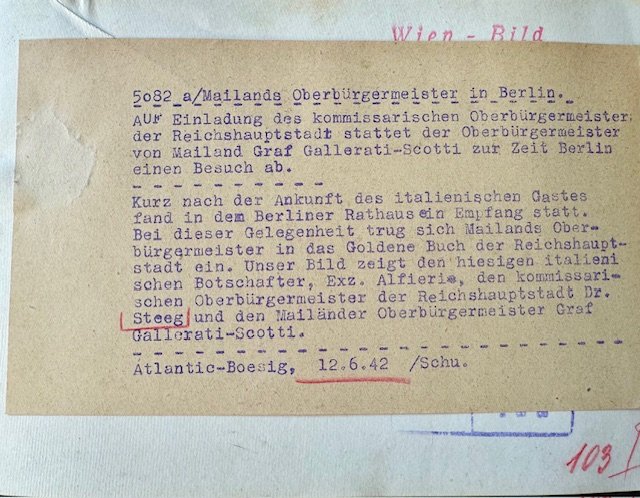 Wien - Bild
5082 a/Mailands Oberbürgermeister in Berlin.
Auf Einladung des kommissarischen Oberbürgermeister
der Reichshauptstadt stattet der Oberbürgermeister
von Mailand Graf Gallerati-Scotti zur Zeit Berlin
einen Besuch ab.
Kurz nach der Ankunft des italienischen Gastes
fand in dem Berliner Rathaus ein Empfang statt.
Bei dieser Gelegenheit trug sich Mailands Ober-
bürgermeister in das Goldene Buch der Reichshaupt-
stadt ein. Unser Bild zeigt den hiesigen italieni
schen Botschafter, Exz. Alfieri, den kommissari-
schen Oberbürgermeister der Reichshauptstadt Dr.
Steeg und den Mailänder Oberbürgermeister Graf
Gallerati-Scotti.
Atlantic-Boesig, 12.6.42 /Schu.
103